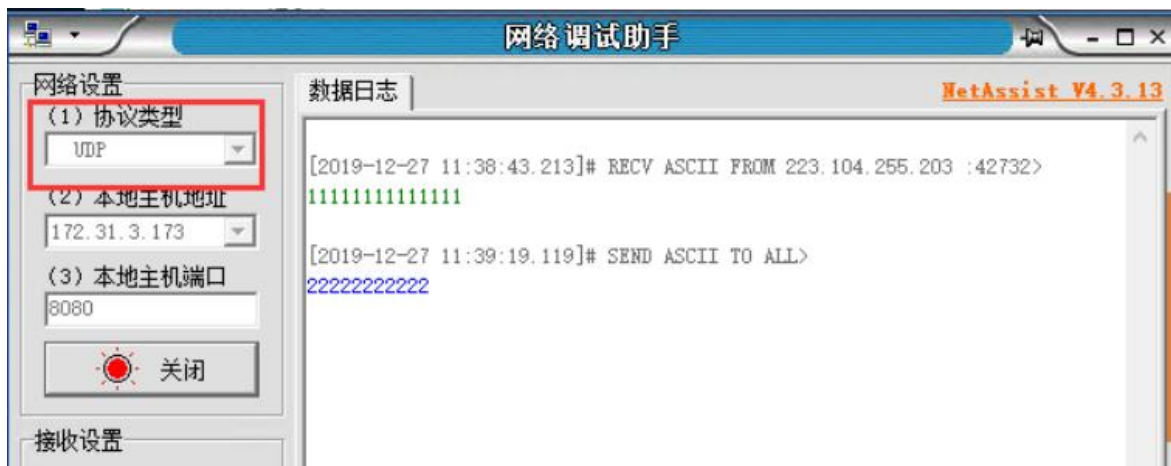 网络调试助手
网络设置
(1) 协议类型
UDP
(2) 本地主机地址
172.31.3.173
(3) 本地主机端口
8080
关闭
接收设置
数据日志
NetAssist V4.3.13
[2019-12-27 11:38:43.213]# RECV ASCII FROM 223.104.255.203 :42732>
11111111111111
[2019-12-27 11:39:19.119]# SEND ASCII TO ALL>
22222222222